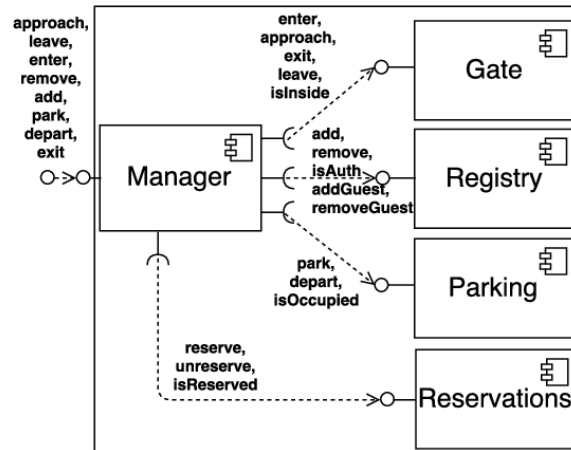 approach,
leave,
enter,
remove,
add,
park,
depart,
exit
Manager
enter,
approach,
exit,
leave,
isInside
Gate
add,
remove,
isAuth
addGuest,
removeGuest
Registry
park,
depart,
isOccupied
Parking
reserve,
unreserve,
isReserved
Reservations